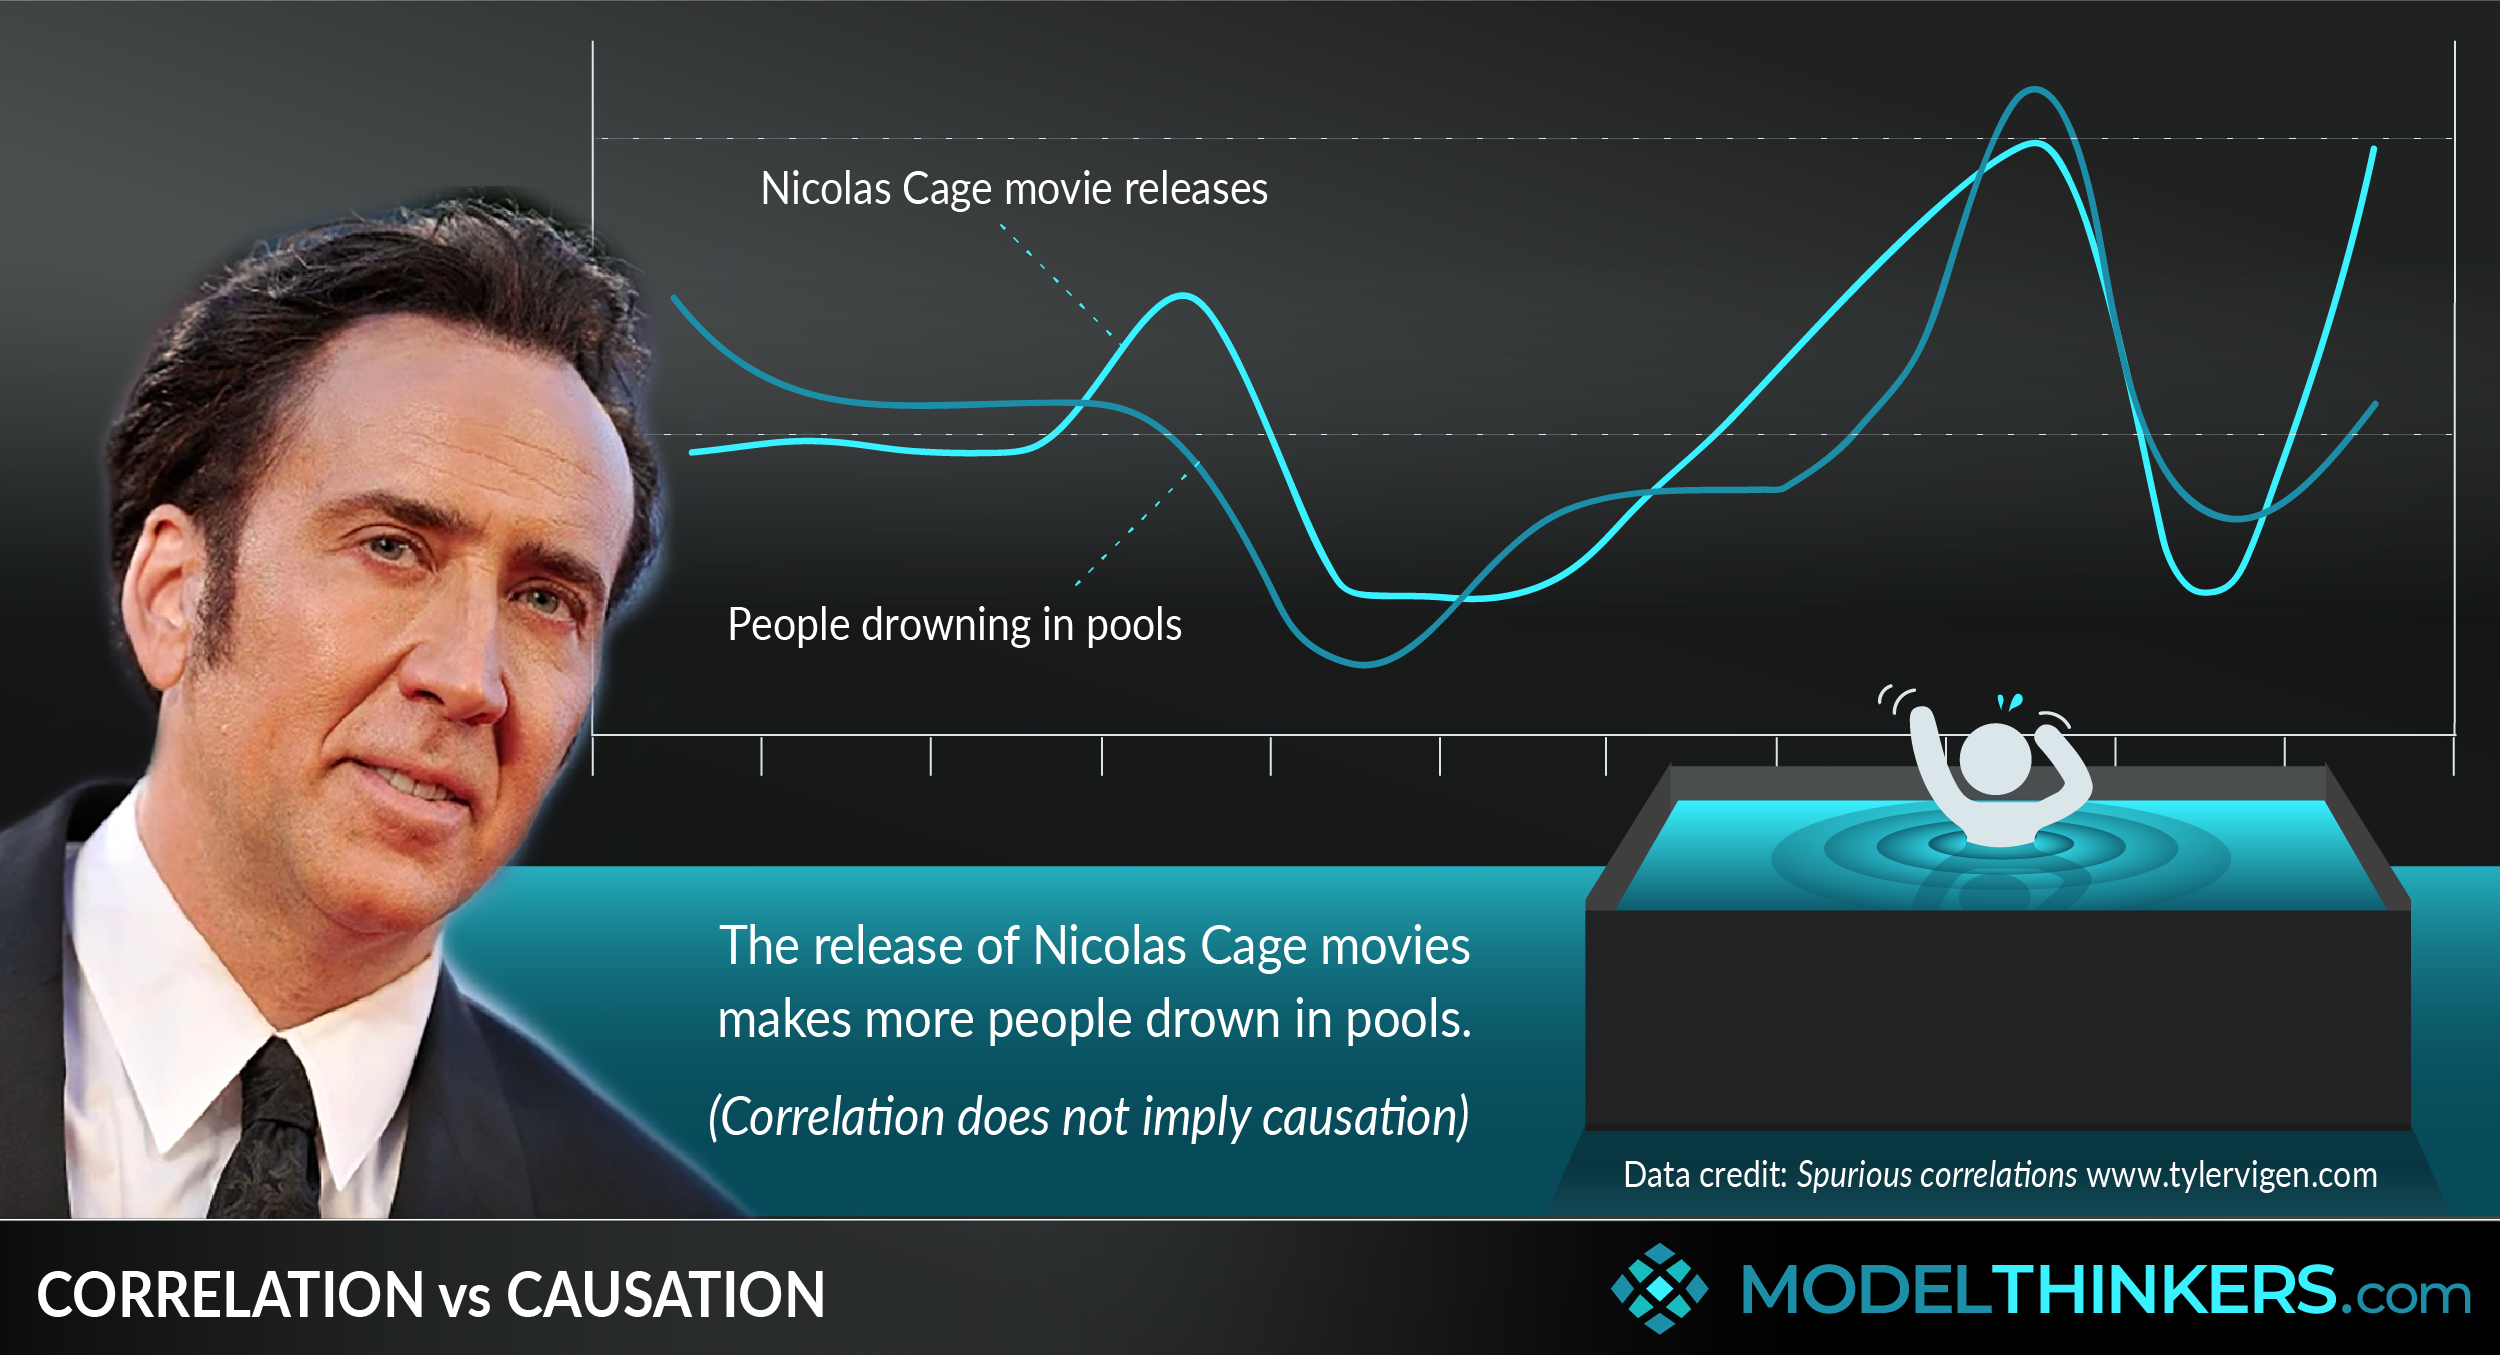 Nicolas Cage movie releases
People drowning in pools
The release of Nicolas Cage movies
makes more people drown in pools.
(Correlation does not imply causation)
Data credit: Spurious correlations www.tylervigen.com
CORRELATION vs CAUSATION
MODELTHINKERS.com